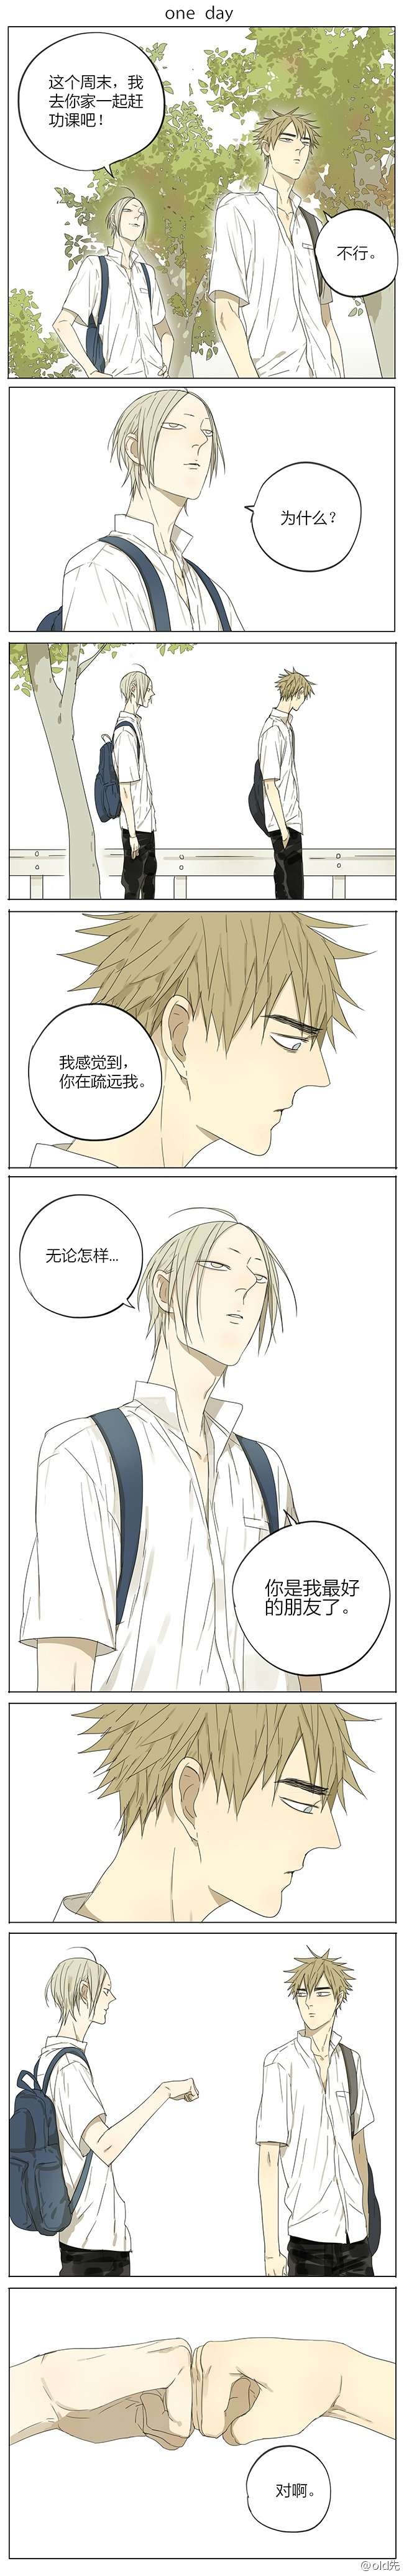 one day
这个周末，我
去你家一起赶
功课吧！
不行。
为什么？
我感觉到，
你在疏远我。
无论怎样...
你是我最好
的朋友了。
对啊。
@old先